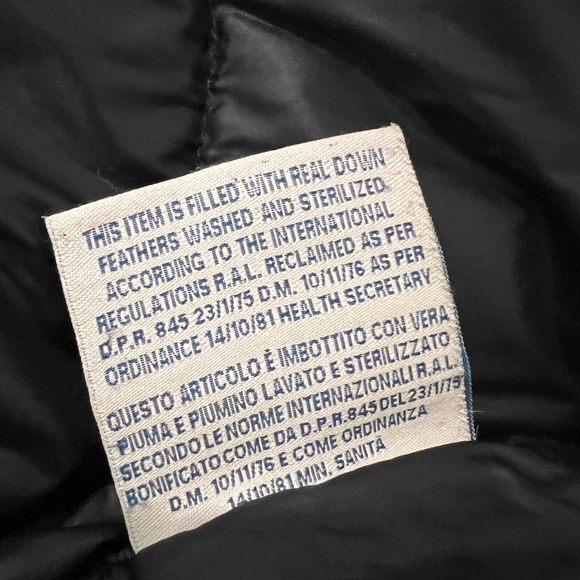 THIS ITEM IS FILLED WITH REAL DOWN
FEATHERS WASHED AND STERILIZED
ACCORDING TO THE INTERNATIONAL
REGULATIONS R.A.L. RECLAIMED AS PER
D.P.R. 845 23/1/75 D.M. 10/11/76 AS PER
ORDINANCE 14/10/81 HEALTH SECRETARY
QUESTO ARTICOLO È IMBOTTITO CON VERA
PIUMA E PIUMINO LAVATO E STERILIZZATO
SECONDO LE NORME INTERNAZIONALI R.A.L.
BONIFICATO COME DA D.P.R. 845 DEL 23/1/75
D.M. 10/11/76 E COME ORDINANZA
14/10/81 MIN. SANITÀ